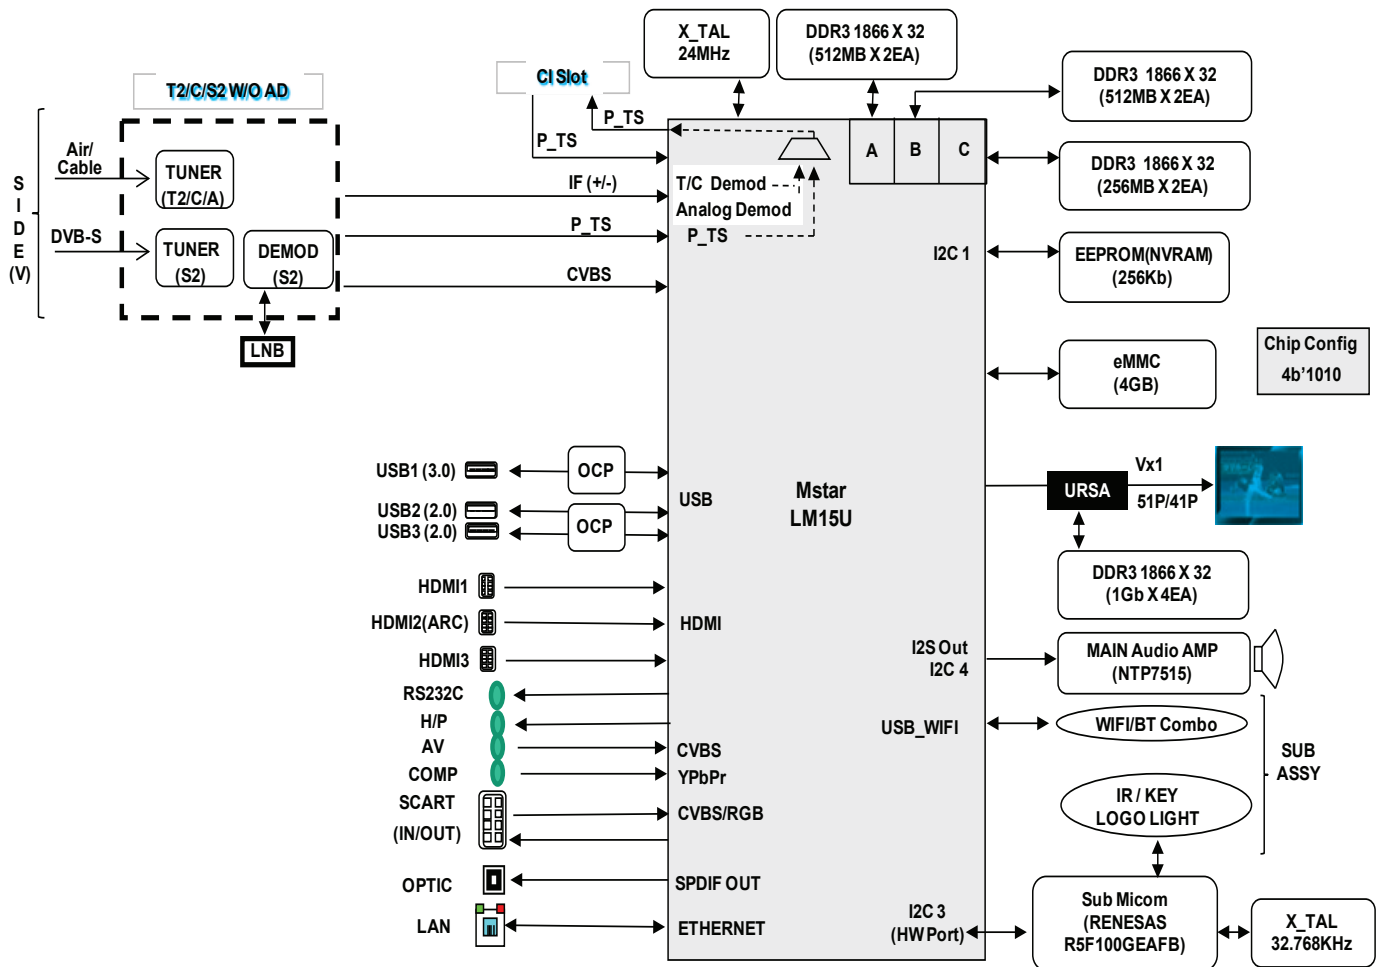 X_TAL
24MHz
DDR3 1866 X 32
(512MB X 2EA)
CI Slot
DDR3 1866 X 32
(512MB X 2EA)
T2/C/S2 W/O AD
P_TS
P_TS
A
B
C
DDR3 1866 X 32
(256MB X 2EA)
Air/
Cable
TUNER
(T2/C/A)
IF (+/-)
T/C Demod
Analog Demod
P_TS
S
I
D
E
(V)
DVB-S
TUNER
(S2)
DEMOD
(S2)
P_TS
I2C 1
EEPROM(NVRAM)
(256Kb)
CVBS
LNB
eMMC
(4GB)
Chip Config
4b'1010
USB1 (3.0)
OCP
USB2 (2.0)
USB3 (2.0)
OCP
USB
Mstar
LM15U
URSA
Vx1
51P/41P
DDR3 1866 X 32
(1Gb X 4EA)
HDMI1
HDMI2(ARC)
HDMI
HDMI3
I2S Out
I2C 4
MAIN Audio AMP
(NTP7515)
RS232C
H/P
USB_WIFI
WIFI/BT Combo
AV
CVBS
COMP
YPbPr
SUB
ASSY
SCART
(IN/OUT)
CVBS/RGB
IR / KEY
LOGO LIGHT
OPTIC
SPDIF OUT
LAN
ETHERNET
I2C 3
(HW Port)
Sub Micom
(RENESAS
R5F100GEAFB)
X_TAL
32.768KHz